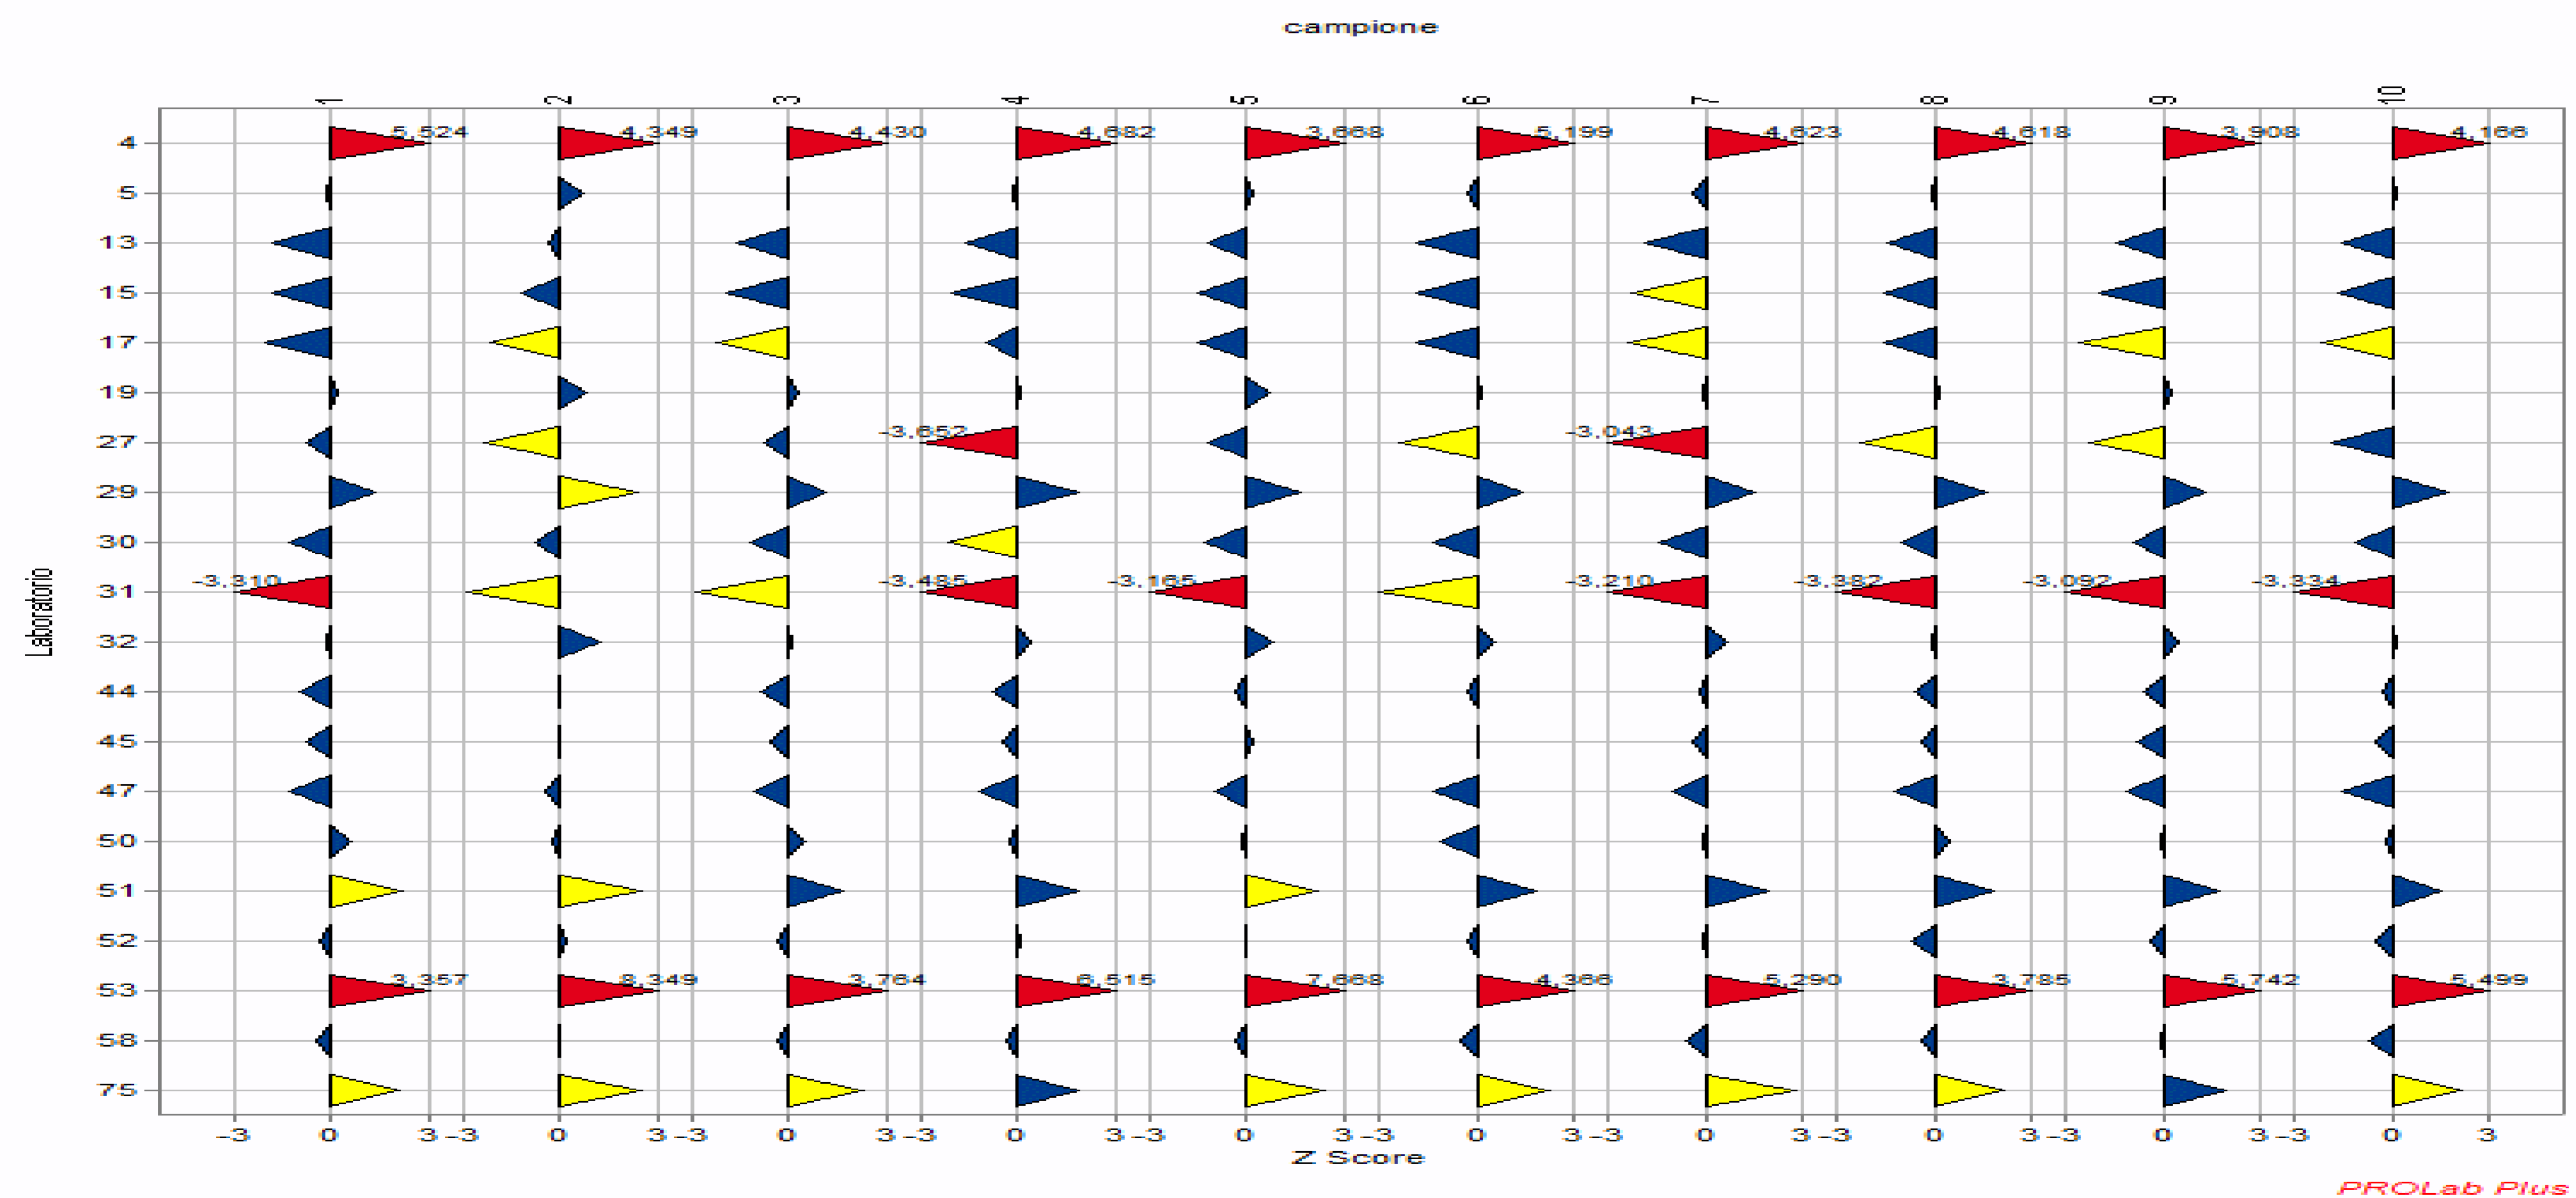 campione
1 2 3 4 5 6 7 8 9 10
4 5,524 4,349 4,430 4,682 3,668 5,199 4,623 4,618 3,908 4,166
5
13
15
17
19
27 -3,652 -3,043
29
30
31 -3,310 -3,485 -3,165 -3,210 -3,382 -3,092 -3,334
32
44
45
47
50
51
52
53 3,357 8,349 3,764 6,515 7,668 4,366 5,290 3,785 5,742 5,499
58
75
Laboratorio
-3 0 3 -3 0 3 -3 0 3 -3 0 3 -3 0 3 -3 0 3 -3 0 3 -3 0 3 -3 0 3 -3 0 3
Z Score
PROLab Plus